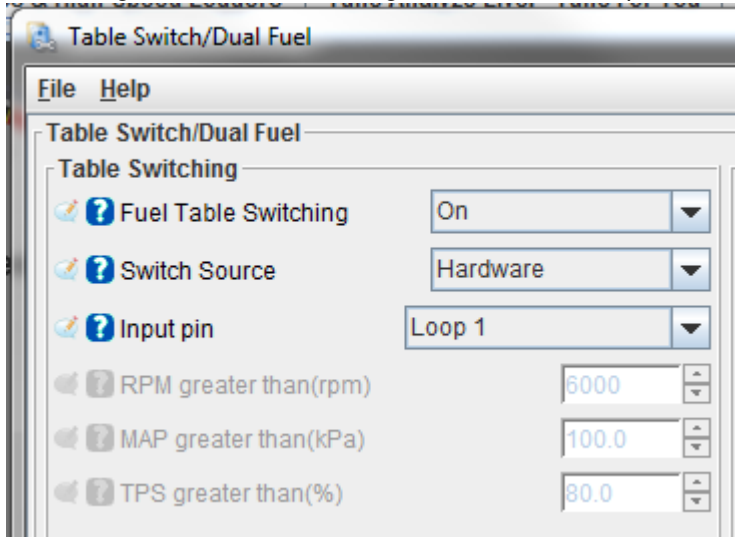 Table Switch/Dual Fuel
File Help
Table Switch/Dual Fuel
Table Switching
Fuel Table Switching On
Switch Source Hardware
Input pin Loop 1
RPM greater than(rpm) 6000
MAP greater than(kPa) 100.0
TPS greater than(%) 80.0